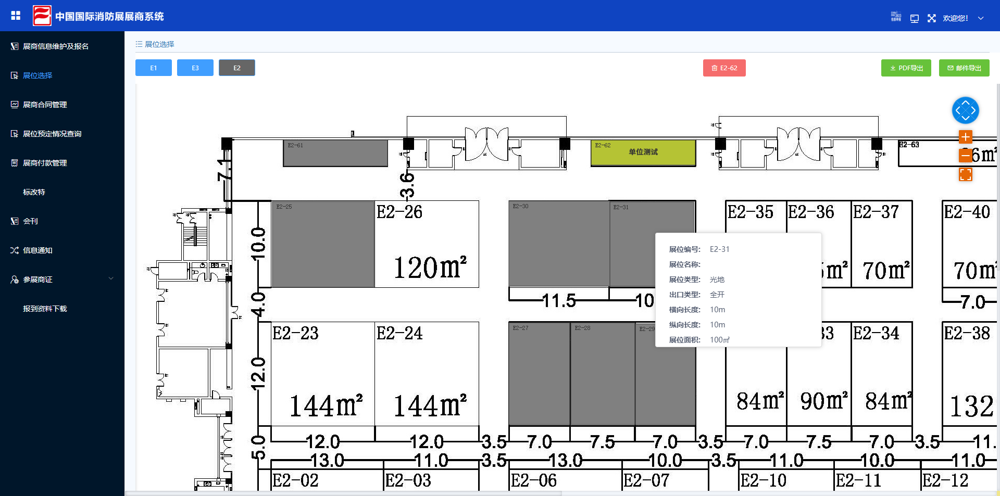 中国国际消防展展商系统
欢迎您!
展商信息维护及报名
展位选择
展商合同管理
展位预定情况查询
展商付款管理
标改特
会刊
信息通知
参展商证
报到资料下载
展位选择
E1
E3
E2
E2-62
PDF导出
邮件导出
E2-61
E2-62
单位测试
E2-63
6m²
7.1
3.6
E2-25
E2-26
120m²
E2-30
E2-31
E2-35
E2-36
E2-37
E2-40
10.0
5m²
70m²
70m²
展位编号: E2-31
展位名称:
展位类型: 光地
出口类型: 全开
横向长度: 10m
纵向长度: 10m
展位面积: 100㎡
11.5
10
7.0
4.0
E2-23
E2-24
E2-27
E2-28
E2-29
33
E2-34
E2-38
12.0
144m²
144m²
84m²
90m²
84m²
132
5.0
12.0
12.0
3.5
7.0
7.5
7.0
3.5
7.0
7.5
7.0
3.5
11.
13.0
11.0
3.5
13.0
10.0
3.5
11.0
10.0
11.0
E2-02
E2-03
E2-06
E2-07
E2-10
E2-11
E2-12